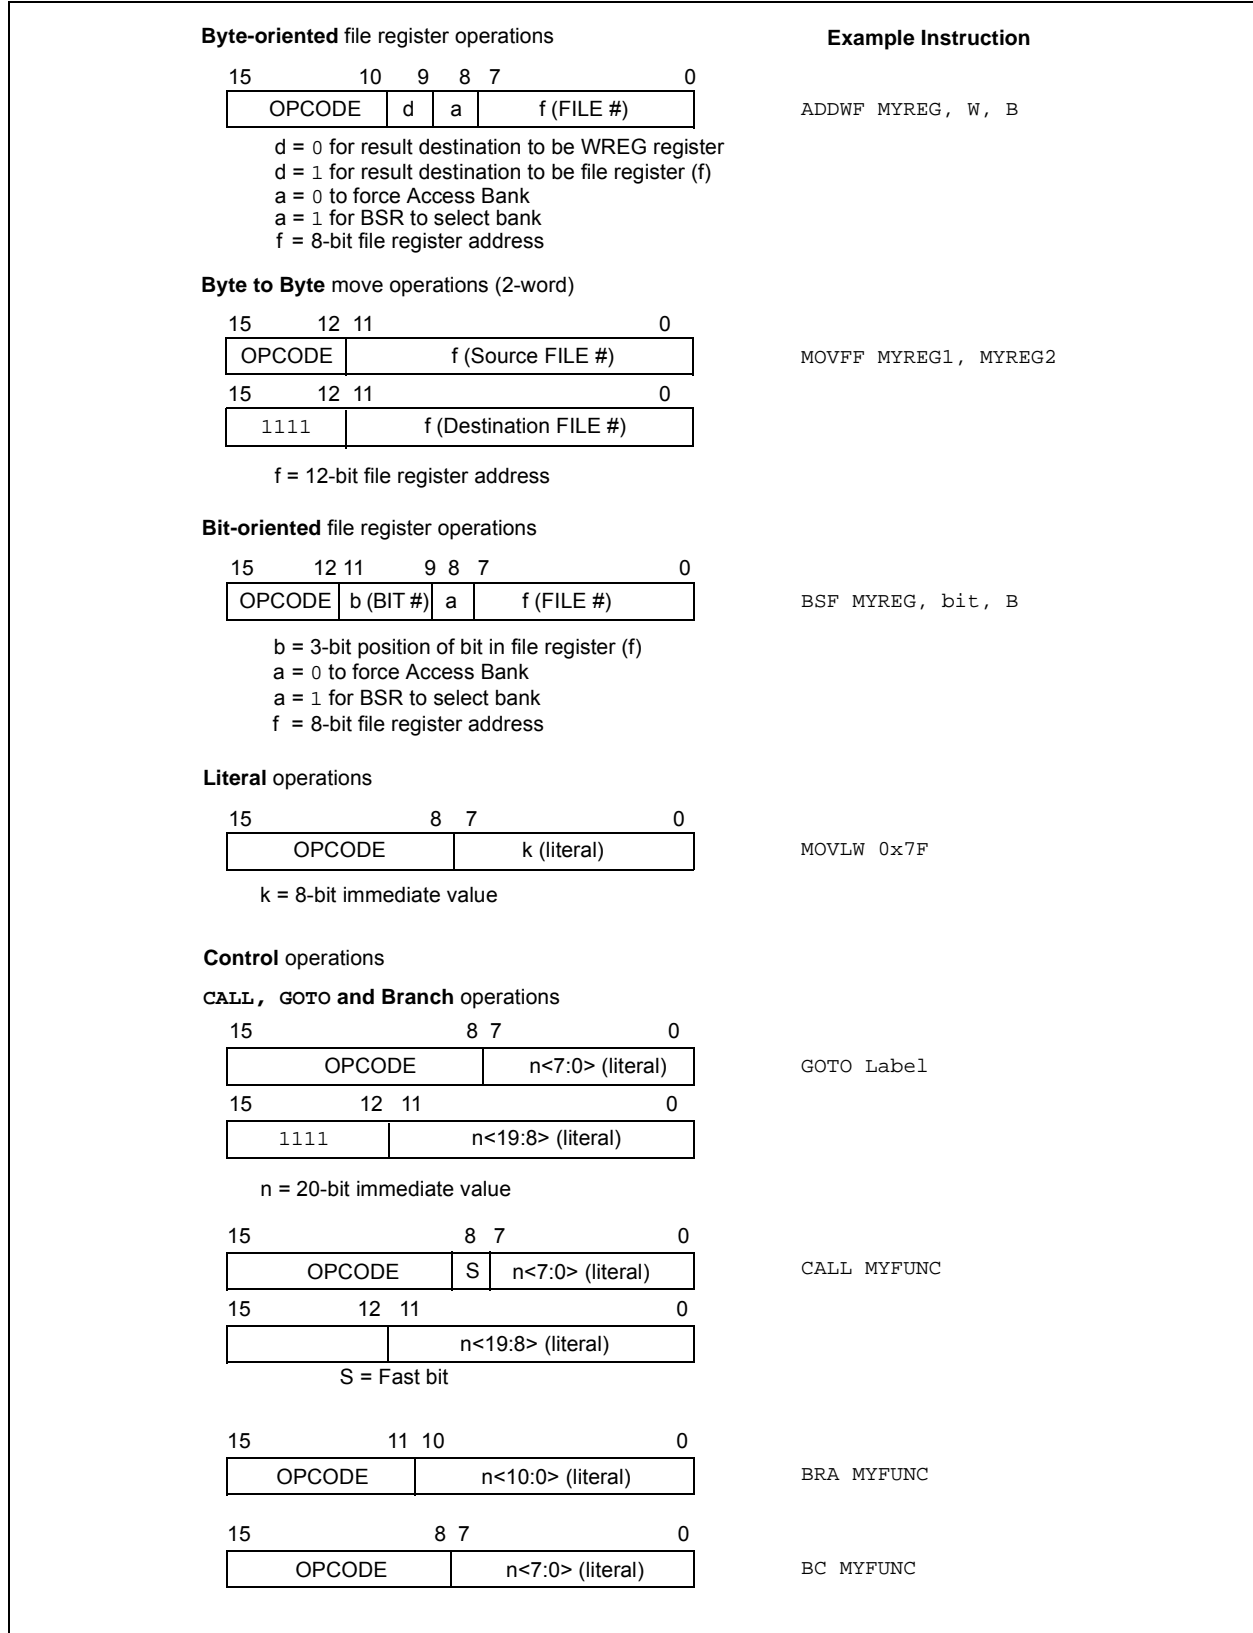 Byte-oriented file register operations    Example Instruction
15 10 9 8 7 0
OPCODE d a f (FILE #)    ADDWF MYREG, W, B
d = 0 for result destination to be WREG register
d = 1 for result destination to be file register (f)
a = 0 to force Access Bank
a = 1 for BSR to select bank
f = 8-bit file register address
Byte to Byte move operations (2-word)
15 12 11 0
OPCODE f (Source FILE #)    MOVFF MYREG1, MYREG2
15 12 11 0
1111 f (Destination FILE #)
f = 12-bit file register address
Bit-oriented file register operations
15 12 11 9 8 7 0
OPCODE b (BIT #) a f (FILE #)    BSF MYREG, bit, B
b = 3-bit position of bit in file register (f)
a = 0 to force Access Bank
a = 1 for BSR to select bank
f = 8-bit file register address
Literal operations
15 8 7 0
OPCODE k (literal)    MOVLW 0x7F
k = 8-bit immediate value
Control operations
CALL, GOTO and Branch operations
15 8 7 0
OPCODE n<7:0> (literal)    GOTO Label
15 12 11 0
1111 n<19:8> (literal)
n = 20-bit immediate value
15 8 7 0
OPCODE S n<7:0> (literal)    CALL MYFUNC
15 12 11 0
n<19:8> (literal)
S = Fast bit
15 11 10 0
OPCODE n<10:0> (literal)    BRA MYFUNC
15 8 7 0
OPCODE n<7:0> (literal)    BC MYFUNC